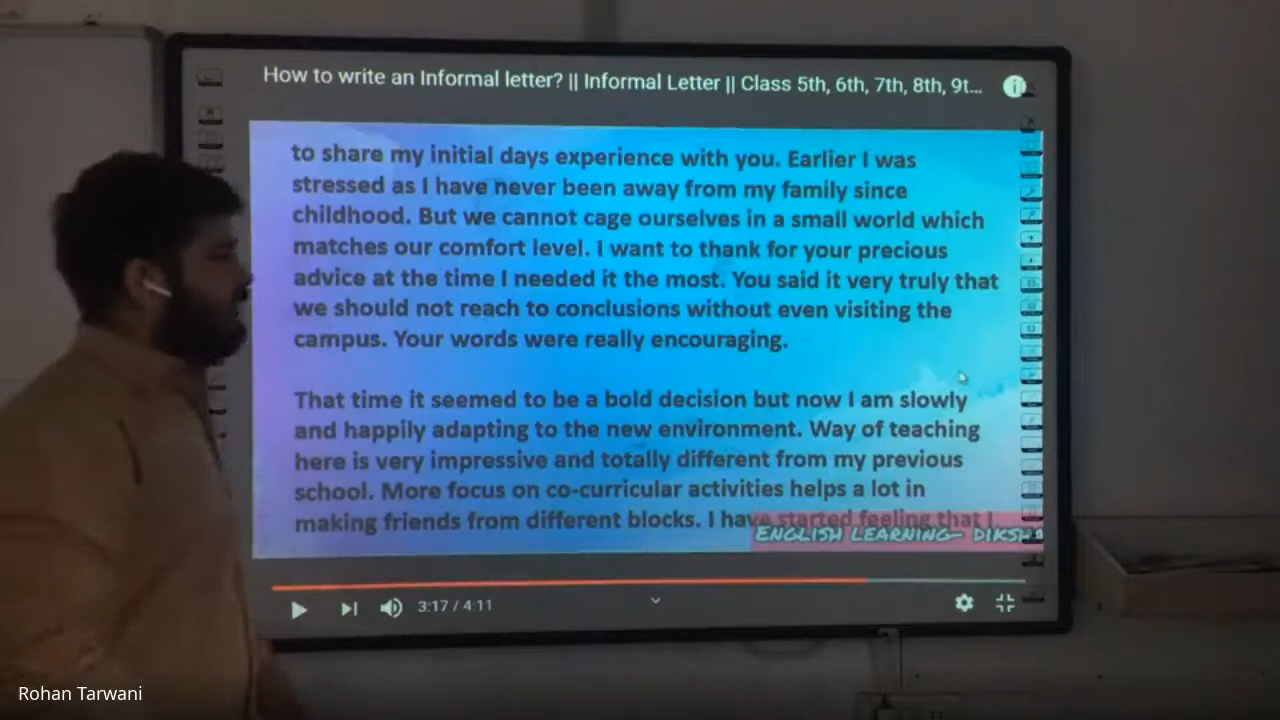 How to write an Informal letter? || Informal Letter || Class 5th, 6th, 7th, 8th, 9t...
to share my initial days experience with you. Earlier I was
stressed as I have never been away from my family since
childhood. But we cannot cage ourselves in a small world which
matches our comfort level. I want to thank for your precious
advice at the time I needed it the most. You said it very truly that
we should not reach to conclusions without even visiting the
campus. Your words were really encouraging.
That time it seemed to be a bold decision but now I am slowly
and happily adapting to the new environment. Way of teaching
here is very impressive and totally different from my previous
school. More focus on co-curricular activities helps a lot in
making friends from different blocks. I have started feeling that I
ENGLISH LEARNING- DIKSHA
3:17 / 4:11
Rohan Tarwani